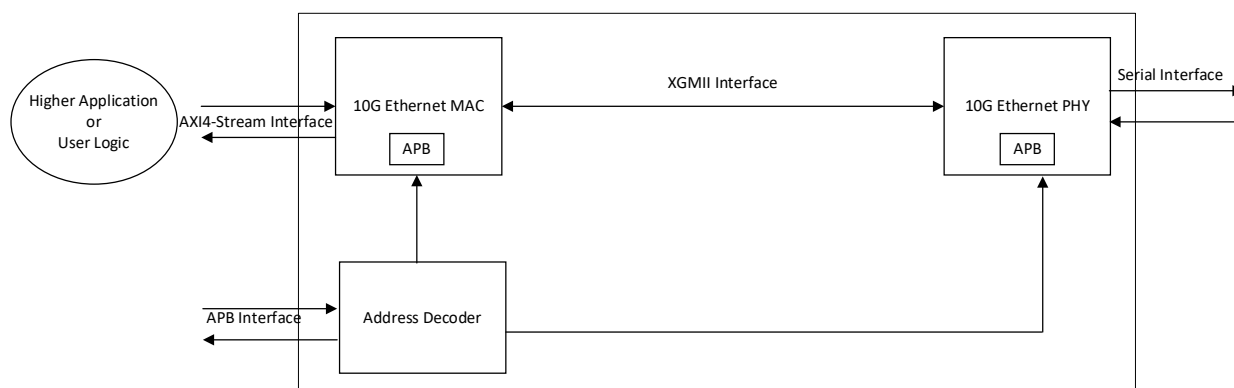 Higher Application
or
User Logic
AXI4-Stream Interface
10G Ethernet MAC
APB
XGMII Interface
10G Ethernet PHY
APB
Serial Interface
APB Interface
Address Decoder